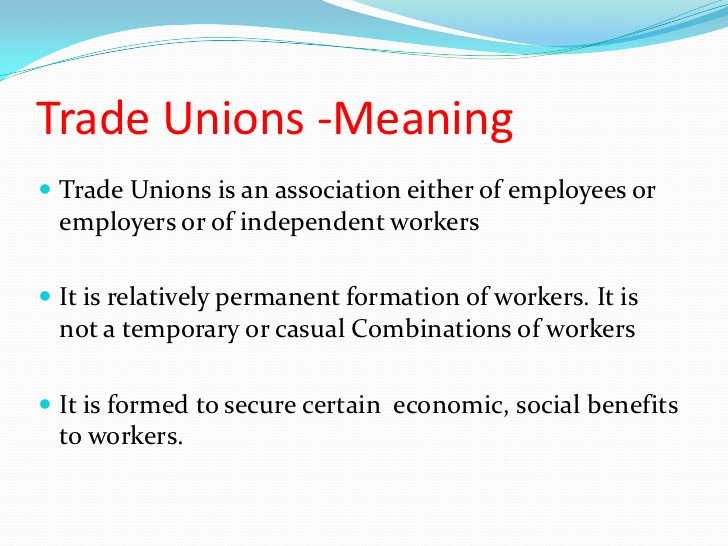 Trade Unions -Meaning
Trade Unions is an association either of employees or
employers or of independent workers
It is relatively permanent formation of workers. It is
not a temporary or casual Combinations of workers
It is formed to secure certain  economic, social benefits
to workers.